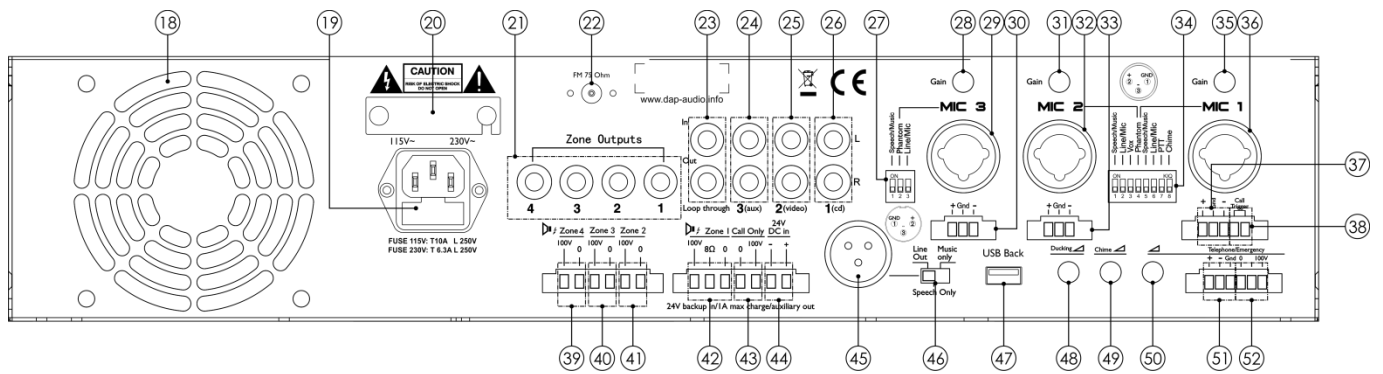 18 19 20 21 22 23 24 25 26 27 28 29 30 31 32 33 34 35 36
CAUTION
RISK OF ELECTRIC SHOCK
DO NOT OPEN
115V~ 230V~
FUSE 115V: T10A L 250V
FUSE 230V: T 6.3A L 250V
FM 75 Ohm
www.dap-audio.info
CE
Zone Outputs
4 3 2 1
In
Out
L
R
Loop through 3(aux) 2(video) 1(cd)
Speech/Music
Phantom
Line/Mic
ON
1 2 3
Gain
MIC 3
GND
1 - 2 +
3
+ Gnd -
Gain
MIC 2
+ GND
2 - 1
3
Speech/Music
Line/Mic
Vox
Phantom
Speech/Music
Line/Mic
PTT
Chime
ON
1 2 3 4 5 6 7 8
Gain
MIC 1
+ Gnd -
+ Gnd -
Call
Trigger
37
38
Zone 4 Zone 3 Zone 2
100V 0 100V 0 100V 0
Zone 1 Call Only
100V 8Ω 0 0 100V
24V
DC in
- +
24V backup in/1A max charge/auxiliary out
Line
Out
Music
only
Speech Only
USB Back
Ducking
Chime
Telephone/Emergency
+ - Gnd 0 100V
39 40 41 42 43 44 45 46 47 48 49 50 51 52